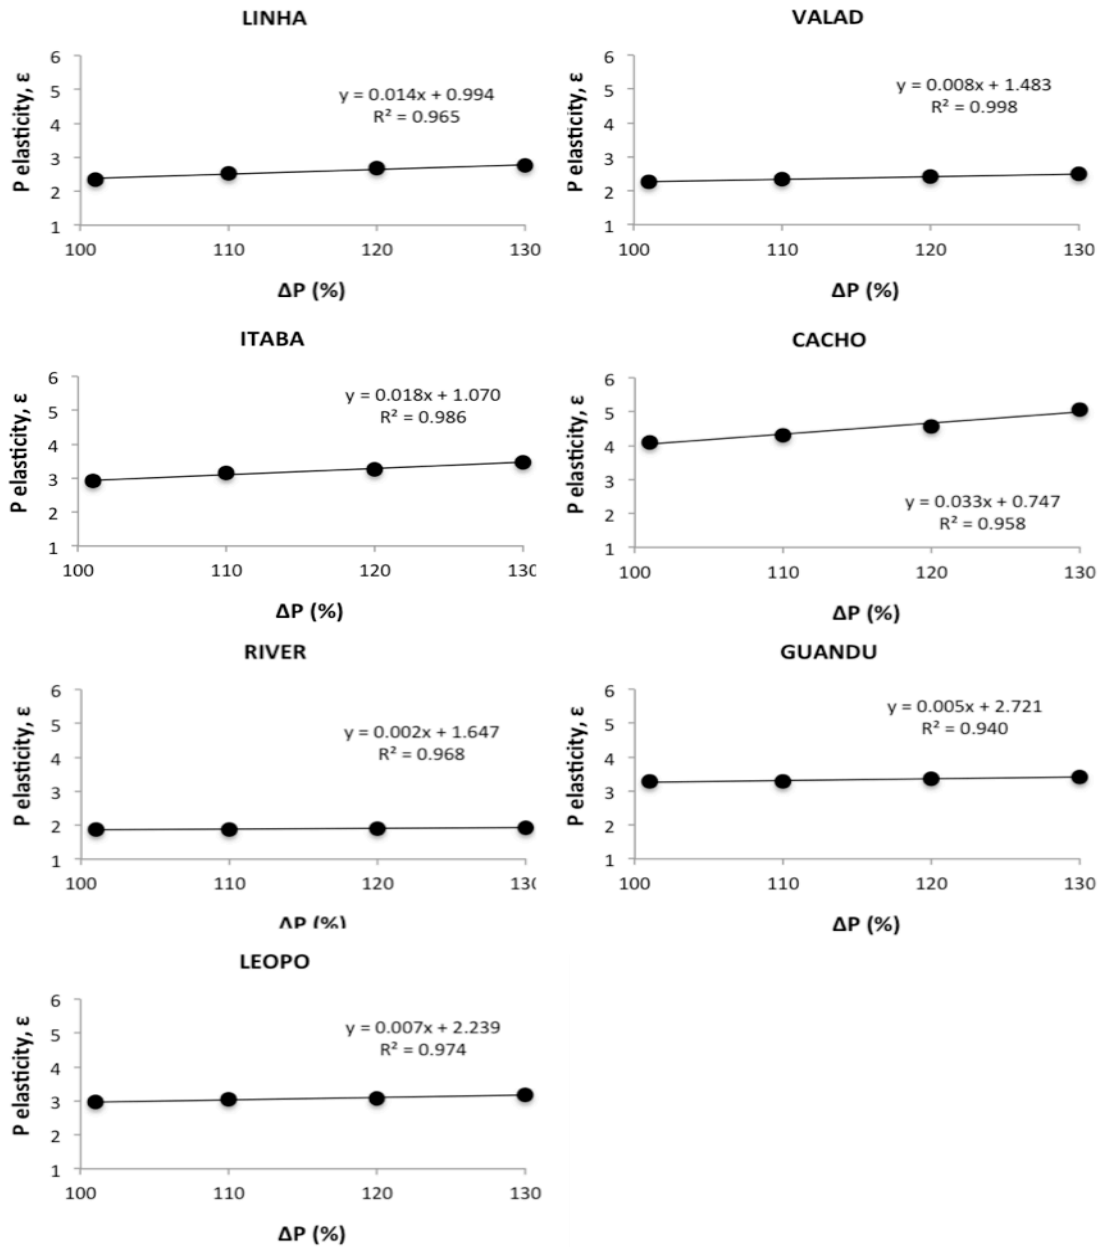 LINHA
P elasticity, ε
6
5
4
3
2
1
y = 0.014x + 0.994
R² = 0.965
100 110 120 130
ΔP (%)
VALAD
P elasticity, ε
6
5
4
3
2
1
y = 0.008x + 1.483
R² = 0.998
100 110 120 130
ΔP (%)
ITABA
P elasticity, ε
6
5
4
3
2
1
y = 0.018x + 1.070
R² = 0.986
100 110 120 130
ΔP (%)
CACHO
P elasticity, ε
6
5
4
3
2
1
y = 0.033x + 0.747
R² = 0.958
100 110 120 130
ΔP (%)
RIVER
P elasticity, ε
6
5
4
3
2
1
y = 0.002x + 1.647
R² = 0.968
100 110 120 130
ΔP (%)
GUANDU
P elasticity, ε
6
5
4
3
2
1
y = 0.005x + 2.721
R² = 0.940
100 110 120 130
ΔP (%)
LEOPO
P elasticity, ε
6
5
4
3
2
1
y = 0.007x + 2.239
R² = 0.974
100 110 120 130
ΔP (%)